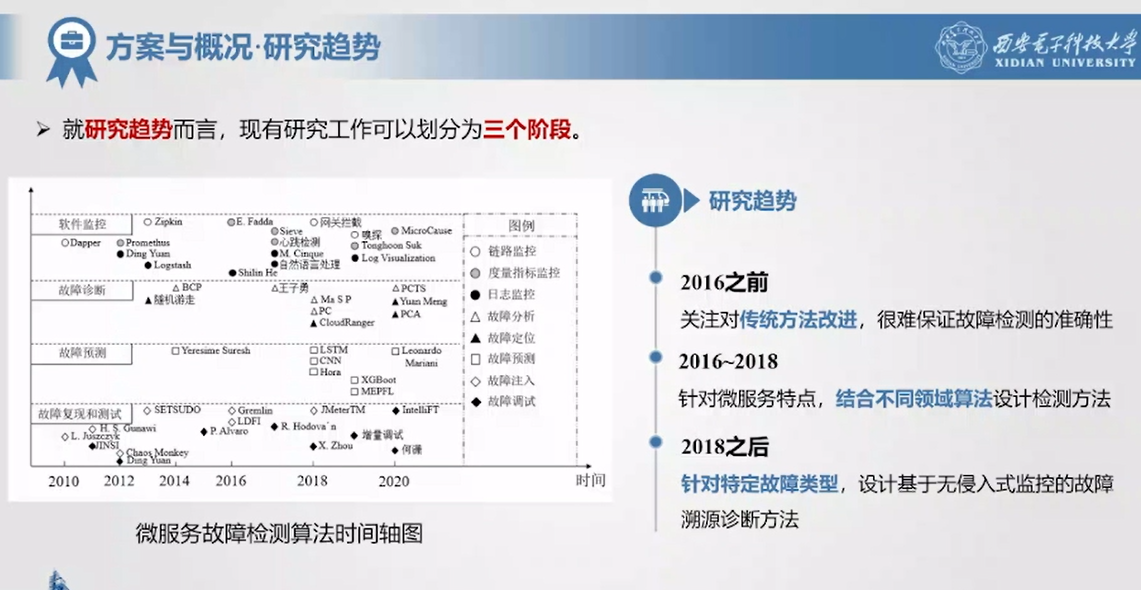 方案与概况·研究趋势
西安电子科技大学
XIDIAN UNIVERSITY
➢ 就研究趋势而言，现有研究工作可以划分为三个阶段。
软件监控
Zipkin
E. Fadda
网关拦截
Sieve
嗅探
MicroCause
Dapper
Promethus
心跳检测
Tonghoon Suk
Ding Yuan
M. Cinque
Log Visualization
Logstash
自然语言处理
Shilin He
故障诊断
BCP
王子勇
PCTS
随机游走
Ma S P
Yuan Meng
PC
PCA
CloudRanger
故障预测
Yeresime Suresh
LSTM
Leonardo
Mariani
CNN
Hora
XGBoot
MEPFL
故障复现和测试
SETSUDO
Gremlin
JMeterTM
IntelliFT
LDFI
H. S. Gunawi
P. Alvaro
R. Hodova`n
L. Juszczyk
增量调试
JINSI
X. Zhou
Chaos Monkey
Ding Yuan
2010
2012
2014
2016
2018
2020
时间
图例
链路监控
度量指标监控
日志监控
故障分析
故障定位
故障预测
故障注入
故障调试
微服务故障检测算法时间轴图
研究趋势
2016之前
关注对传统方法改进，很难保证故障检测的准确性
2016~2018
针对微服务特点，结合不同领域算法设计检测方法
2018之后
针对特定故障类型，设计基于无侵入式监控的故障
溯源诊断方法